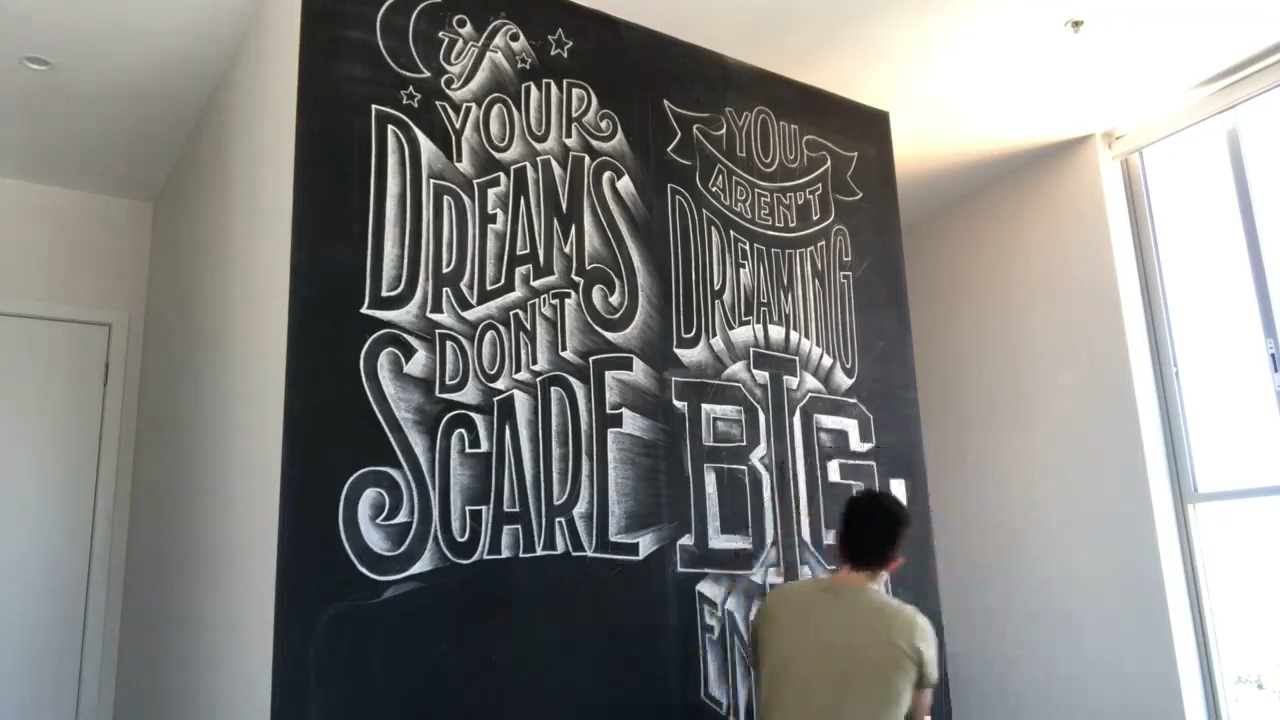 if
YOUR
DREAMS
DON'T
SCARE
YOU
AREN'T
DREAMING
BIG